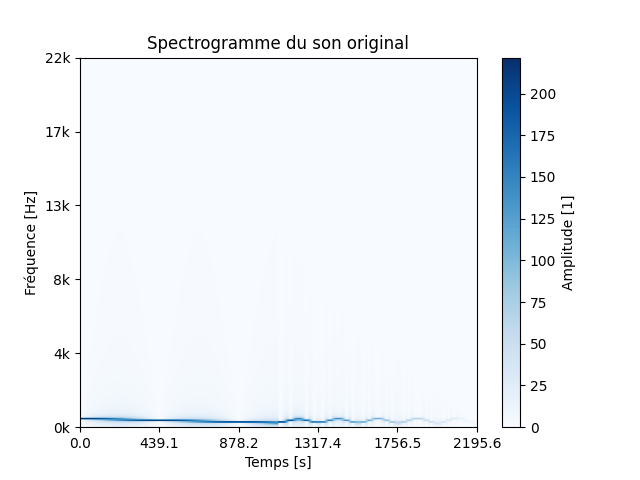 Spectrogramme du son original
22k
17k
13k
8k
4k
0k
Fréquence [Hz]
0.0 439.1 878.2 1317.4 1756.5 2195.6
Temps [s]
200
175
150
125
100
75
50
25
0
Amplitude [1]